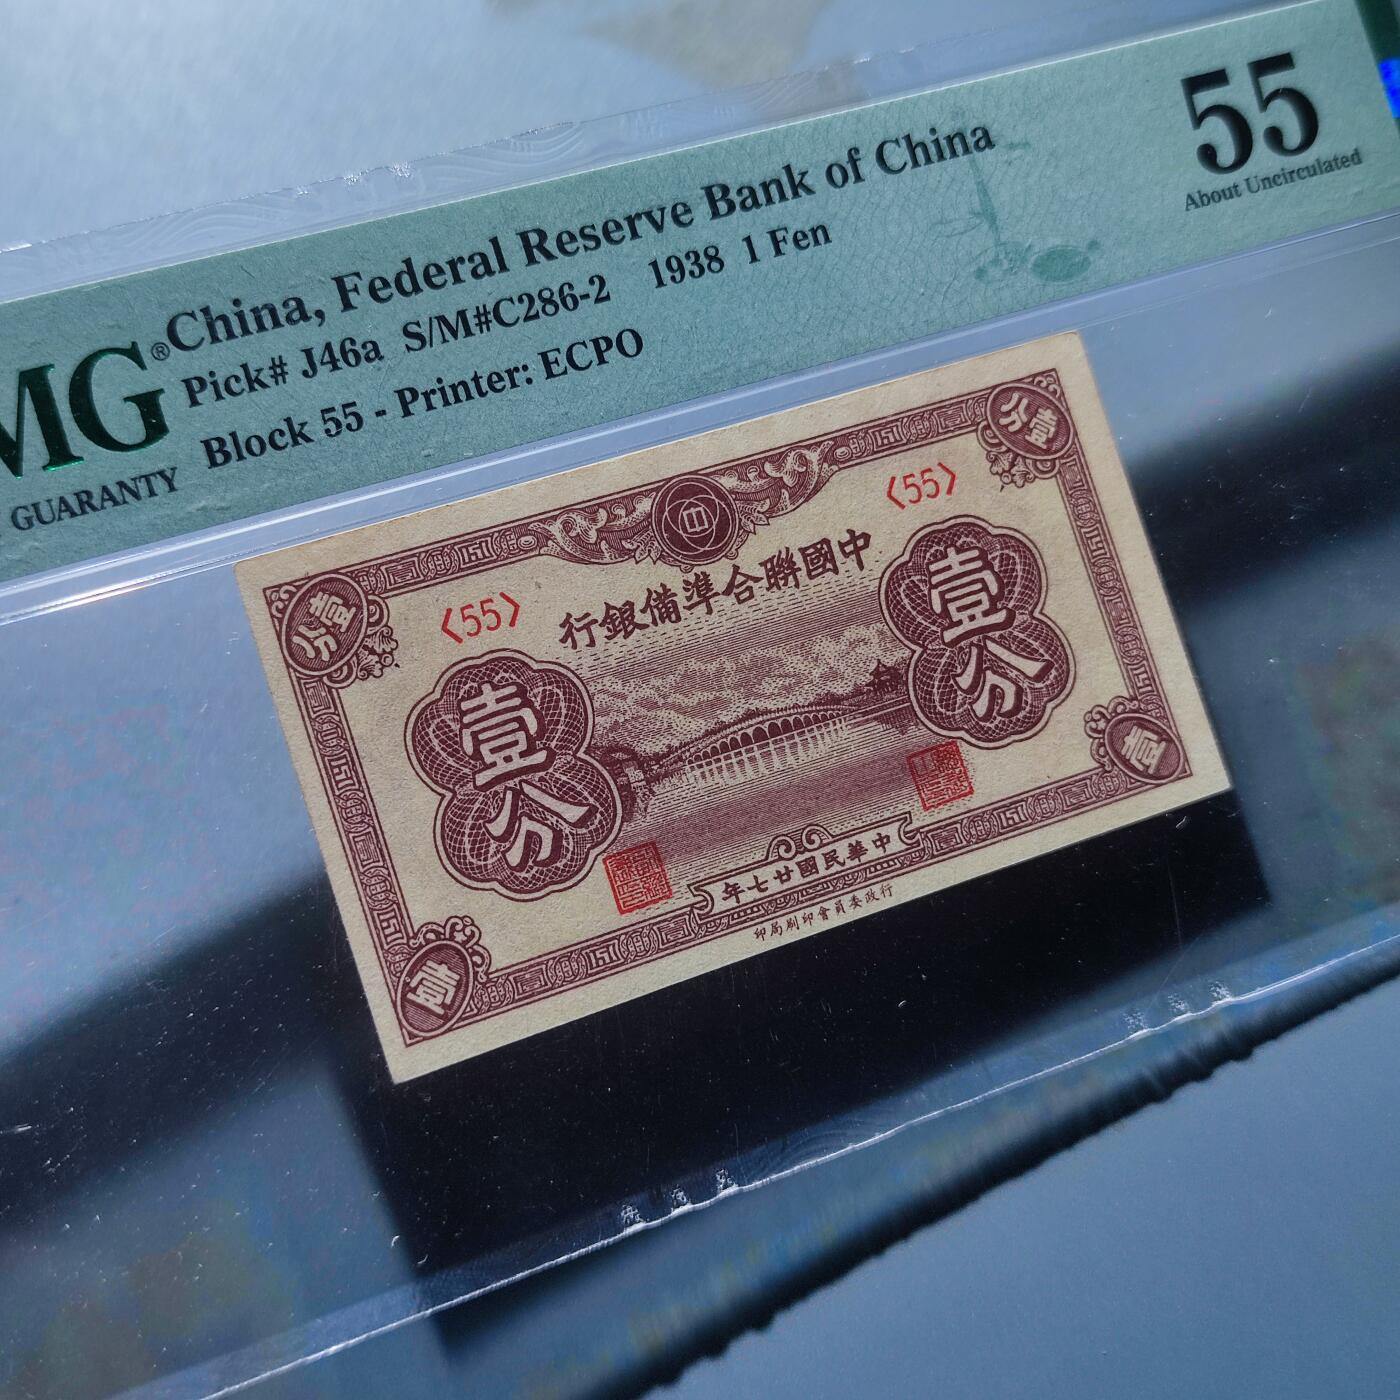 China, Federal Reserve Bank of China
Pick# J46a S/M#C286-2 1938 1 Fen
Block 55 - Printer: ECPO
MG®
GUARANTY
55
About Uncirculated
分壹
壹分
中
〈55〉
〈55〉
行銀備準合聯國中
壹分
壹分
年七廿國民華中
印局刷印會員委政行
壹
壹